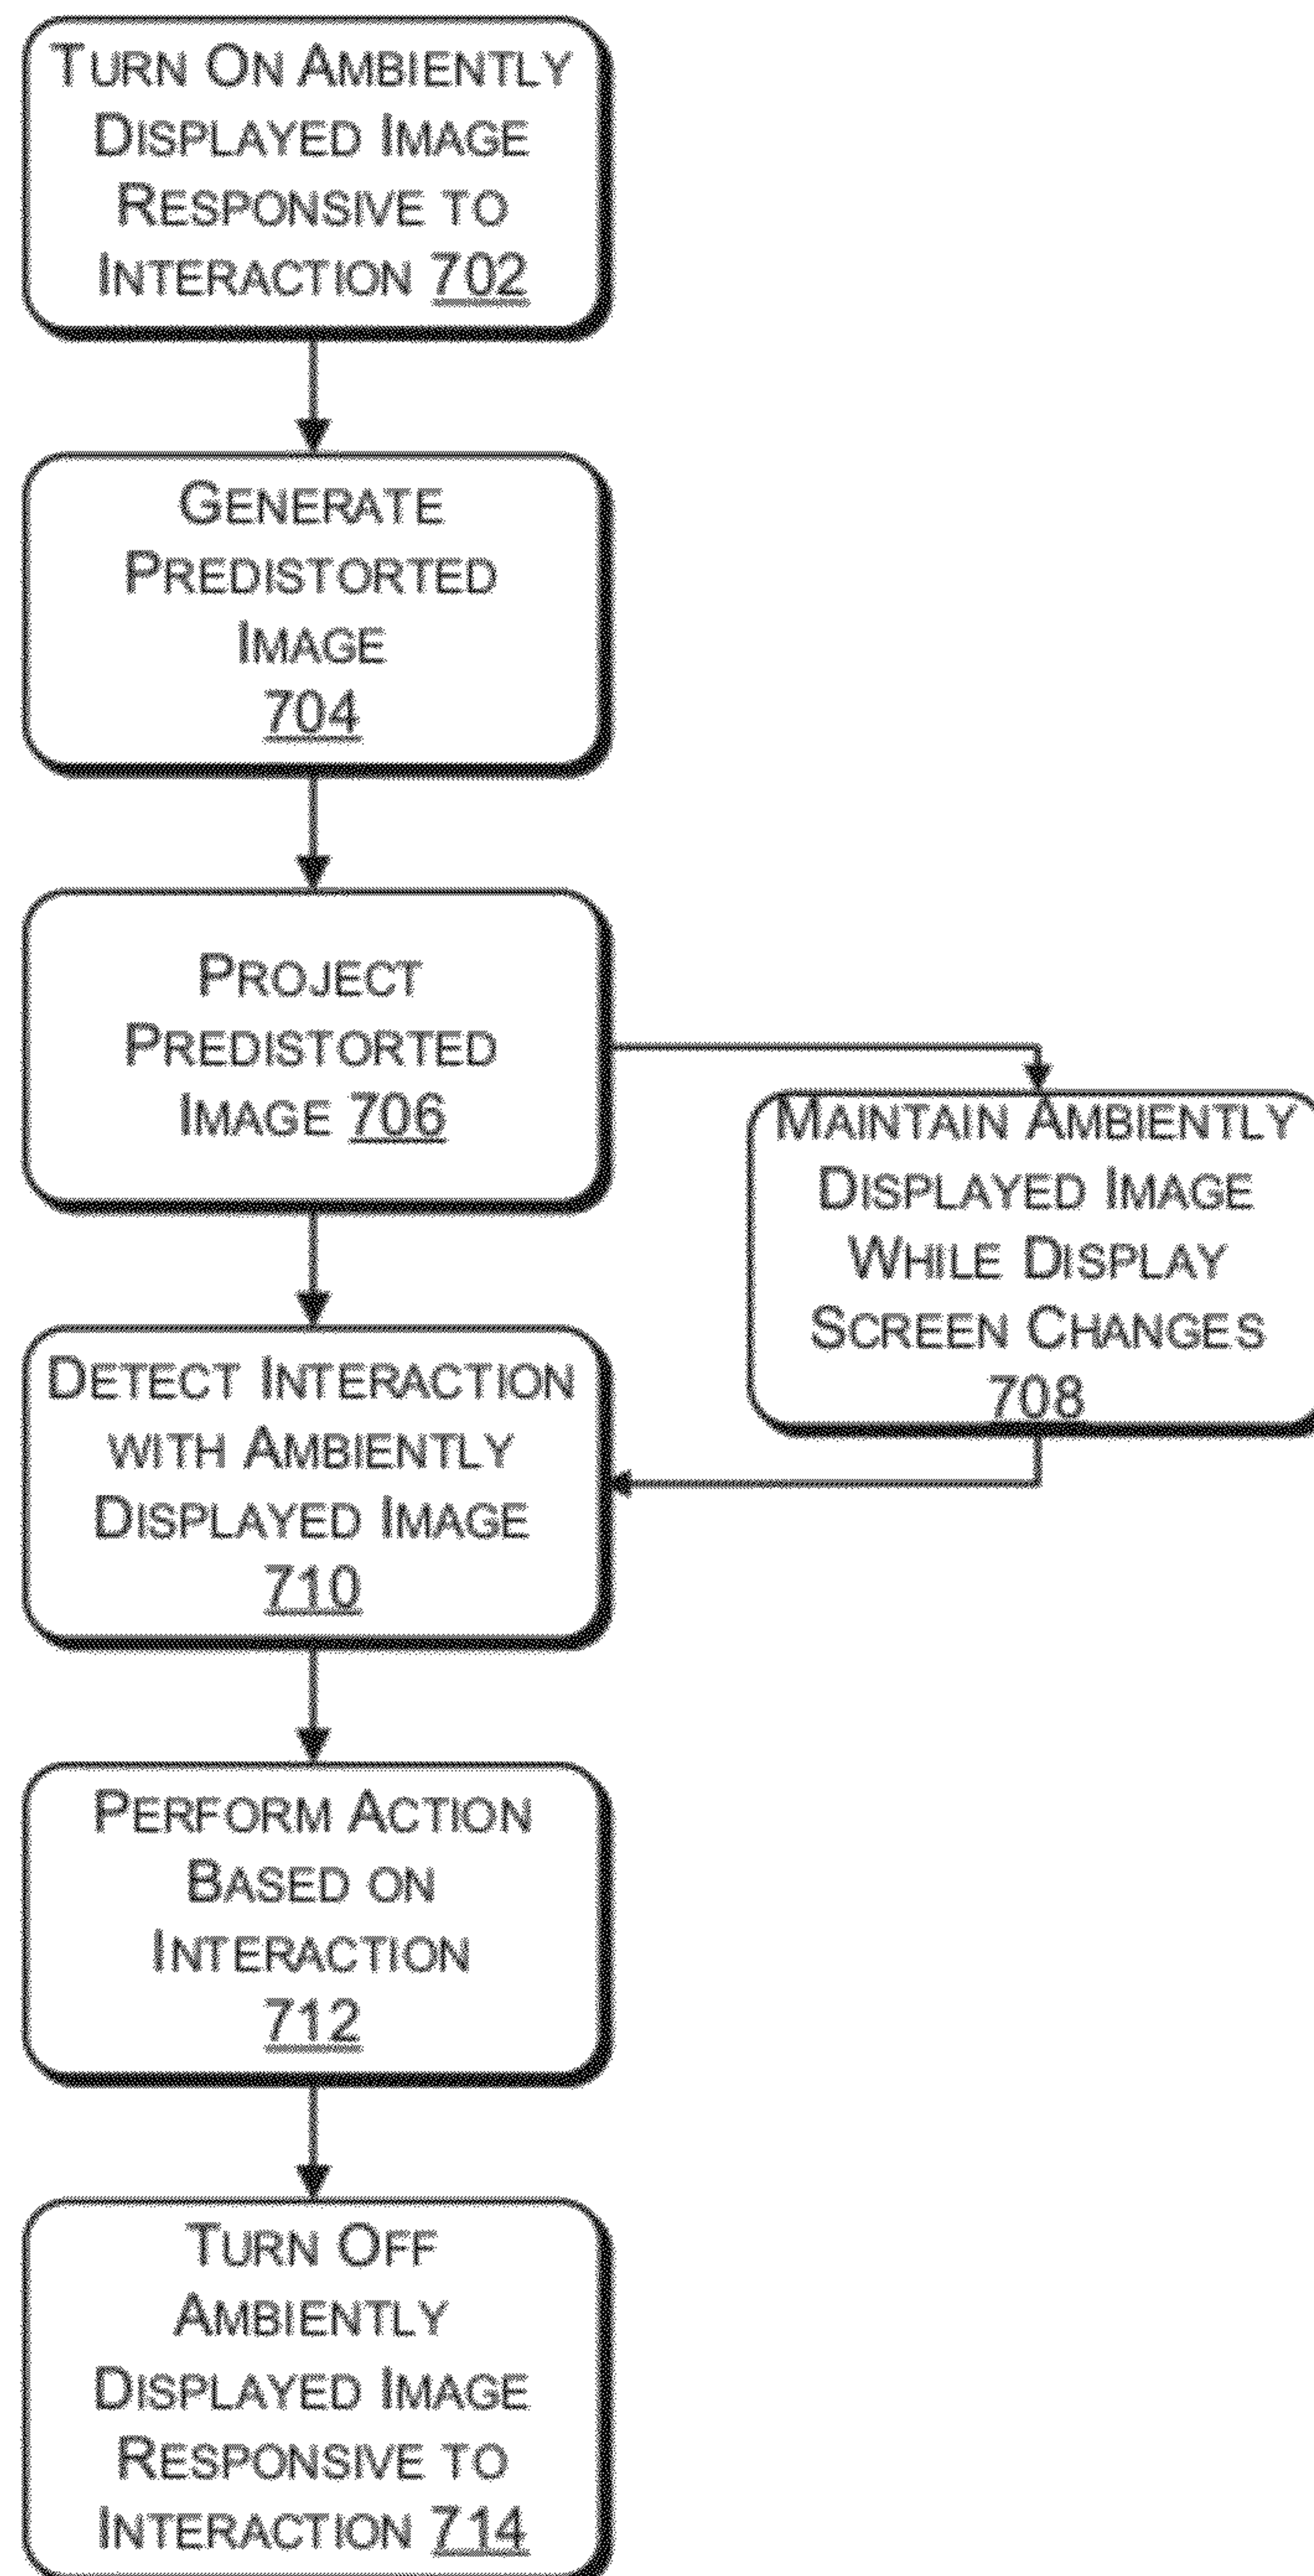 TURN ON AMBIENTLY
DISPLAYED IMAGE
RESPONSIVE TO
INTERACTION 702
GENERATE
PREDISTORTED
IMAGE
704
PROJECT
PREDISTORTED
IMAGE 706
MAINTAIN AMBIENTLY
DISPLAYED IMAGE
WHILE DISPLAY
SCREEN CHANGES
708
DETECT INTERACTION
WITH AMBIENTLY
DISPLAYED IMAGE
710
PERFORM ACTION
BASED ON
INTERACTION
712
TURN OFF
AMBIENTLY
DISPLAYED IMAGE
RESPONSIVE TO
INTERACTION 714